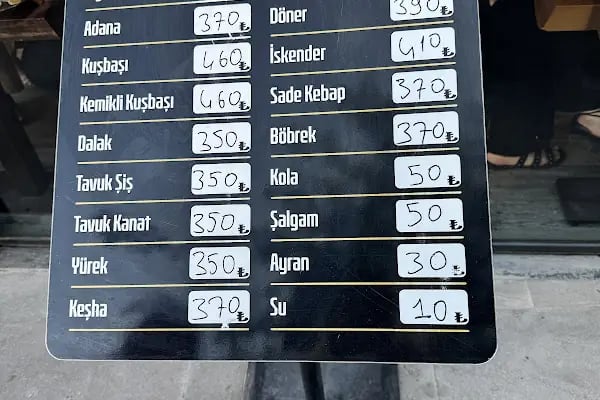 Adana 370₺
Kuşbaşı 460₺
Kemikli Kuşbaşı 460₺
Dalak 350₺
Tavuk Şiş 350₺
Tavuk Kanat 350₺
Yürek 350₺
Keşha 370₺
Döner 390₺
İskender 410₺
Sade Kebap 370₺
Böbrek 370₺
Kola 50₺
Şalgam 50₺
Ayran 30₺
Su 10₺